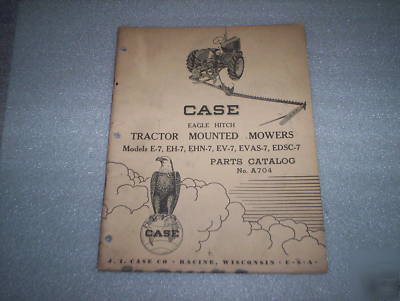 CASE
EAGLE HITCH
TRACTOR MOUNTED MOWERS
Models E-7, EH-7, EHN-7, EV-7, EVAS-7, EDSC-7
PARTS CATALOG
No. A704
CASE
J. I. CASE CO · RACINE, WISCONSIN · U · S · A ·